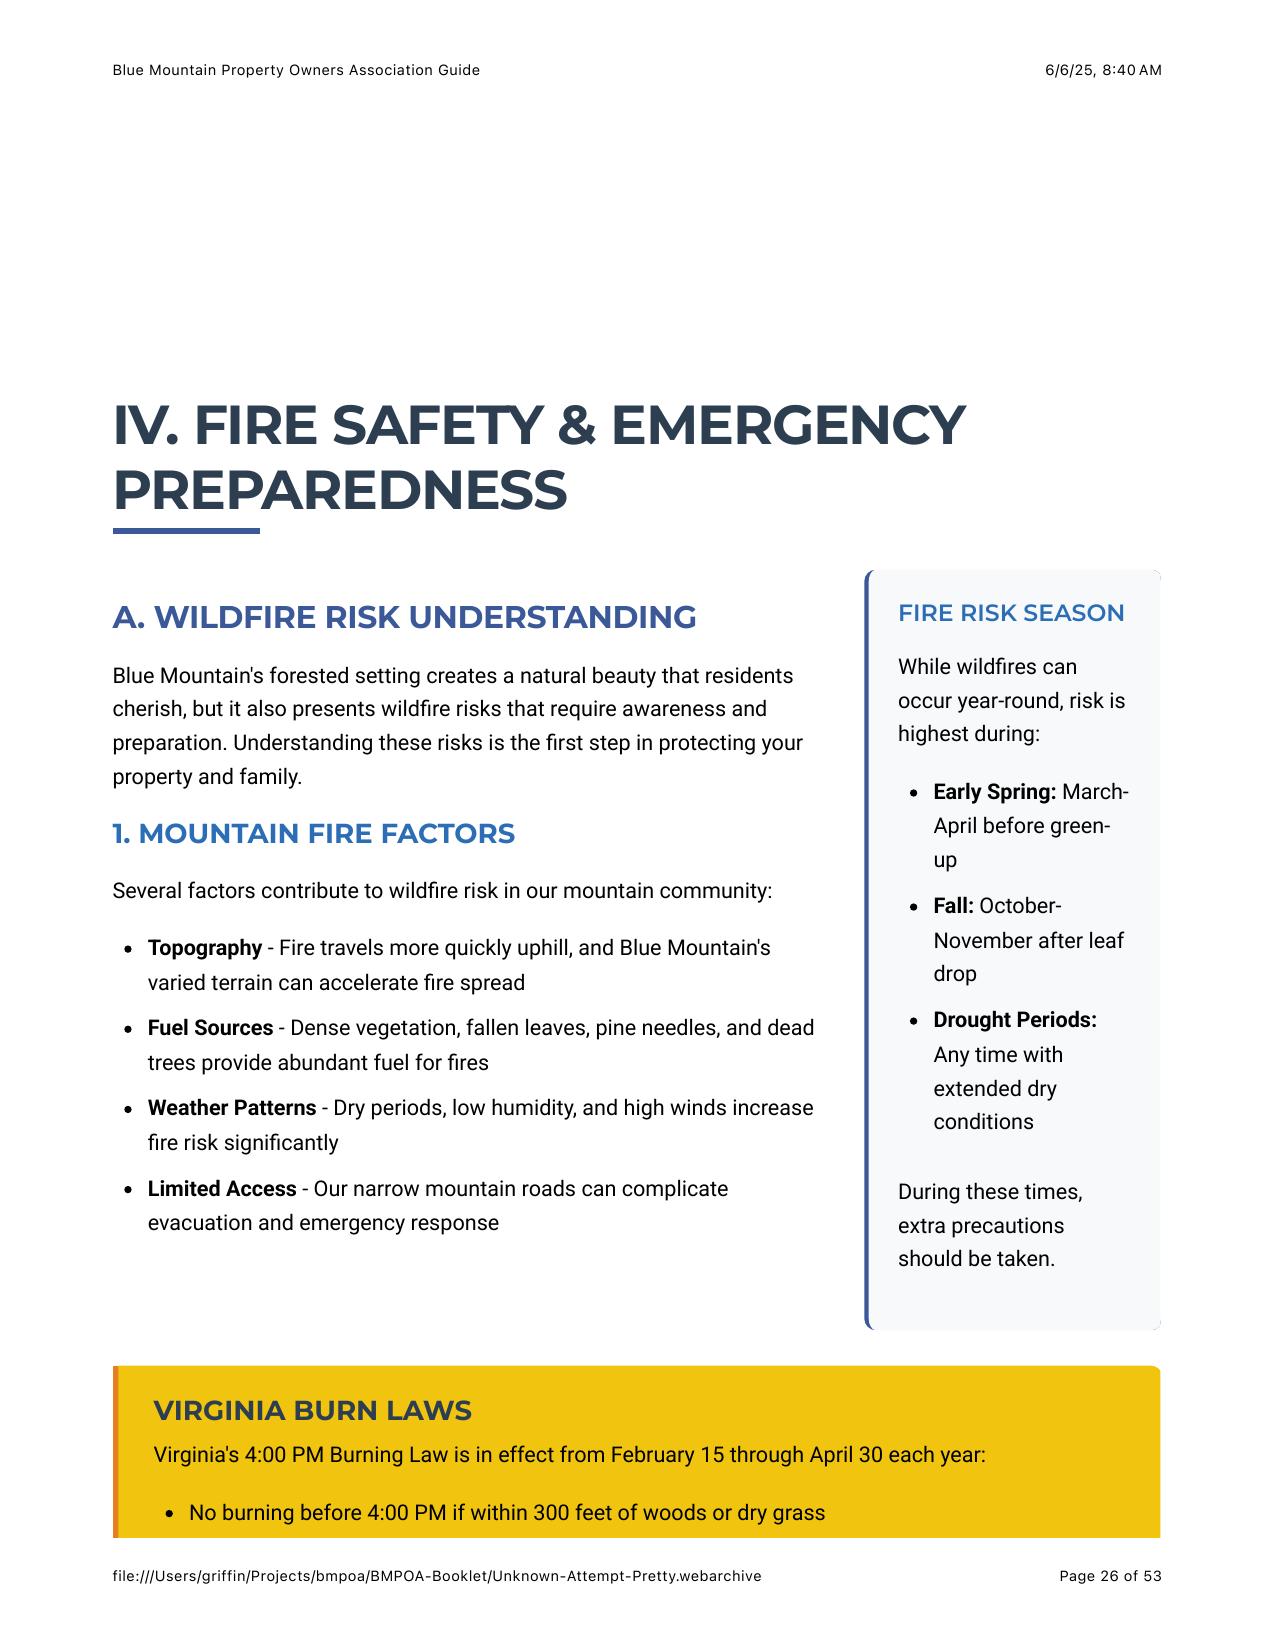 Blue Mountain Property Owners Association Guide
6/6/25, 8:40 AM
IV. FIRE SAFETY & EMERGENCY
PREPAREDNESS
A. WILDFIRE RISK UNDERSTANDING
Blue Mountain's forested setting creates a natural beauty that residents
cherish, but it also presents wildfire risks that require awareness and
preparation. Understanding these risks is the first step in protecting your
property and family.
1. MOUNTAIN FIRE FACTORS
Several factors contribute to wildfire risk in our mountain community:
• Topography - Fire travels more quickly uphill, and Blue Mountain's
varied terrain can accelerate fire spread
• Fuel Sources - Dense vegetation, fallen leaves, pine needles, and dead
trees provide abundant fuel for fires
• Weather Patterns - Dry periods, low humidity, and high winds increase
fire risk significantly
• Limited Access - Our narrow mountain roads can complicate
evacuation and emergency response
FIRE RISK SEASON
While wildfires can
occur year-round, risk is
highest during:
• Early Spring: March-
April before green-
up
• Fall: October-
November after leaf
drop
• Drought Periods:
Any time with
extended dry
conditions
During these times,
extra precautions
should be taken.
VIRGINIA BURN LAWS
Virginia's 4:00 PM Burning Law is in effect from February 15 through April 30 each year:
• No burning before 4:00 PM if within 300 feet of woods or dry grass
file:///Users/griffin/Projects/bmpoa/BMPOA-Booklet/Unknown-Attempt-Pretty.webarchive
Page 26 of 53